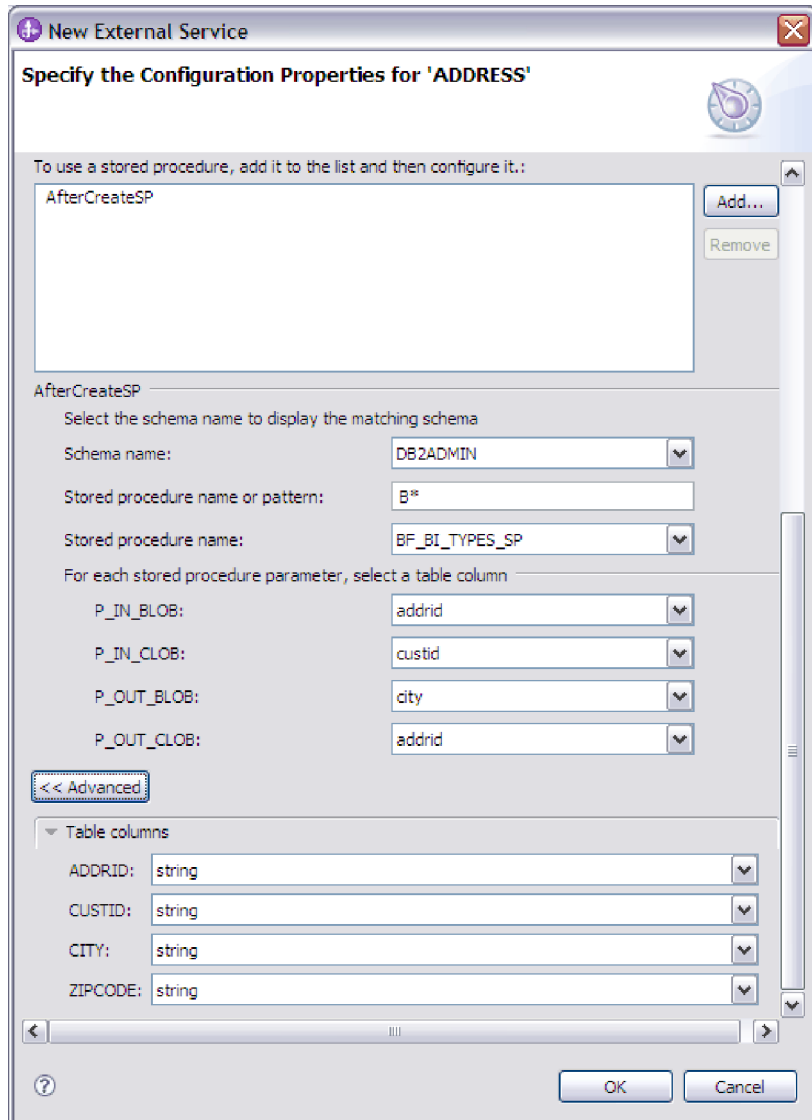 New External Service
Specify the Configuration Properties for 'ADDRESS'
To use a stored procedure, add it to the list and then configure it.:
AfterCreateSP
Add...
Remove
AfterCreateSP
Select the schema name to display the matching schema
Schema name: DB2ADMIN
Stored procedure name or pattern: B*
Stored procedure name: BF_BI_TYPES_SP
For each stored procedure parameter, select a table column
P_IN_BLOB: addrid
P_IN_CLOB: custid
P_OUT_BLOB: city
P_OUT_CLOB: addrid
<< Advanced
Table columns
ADDRID: string
CUSTID: string
CITY: string
ZIPCODE: string
?
OK Cancel